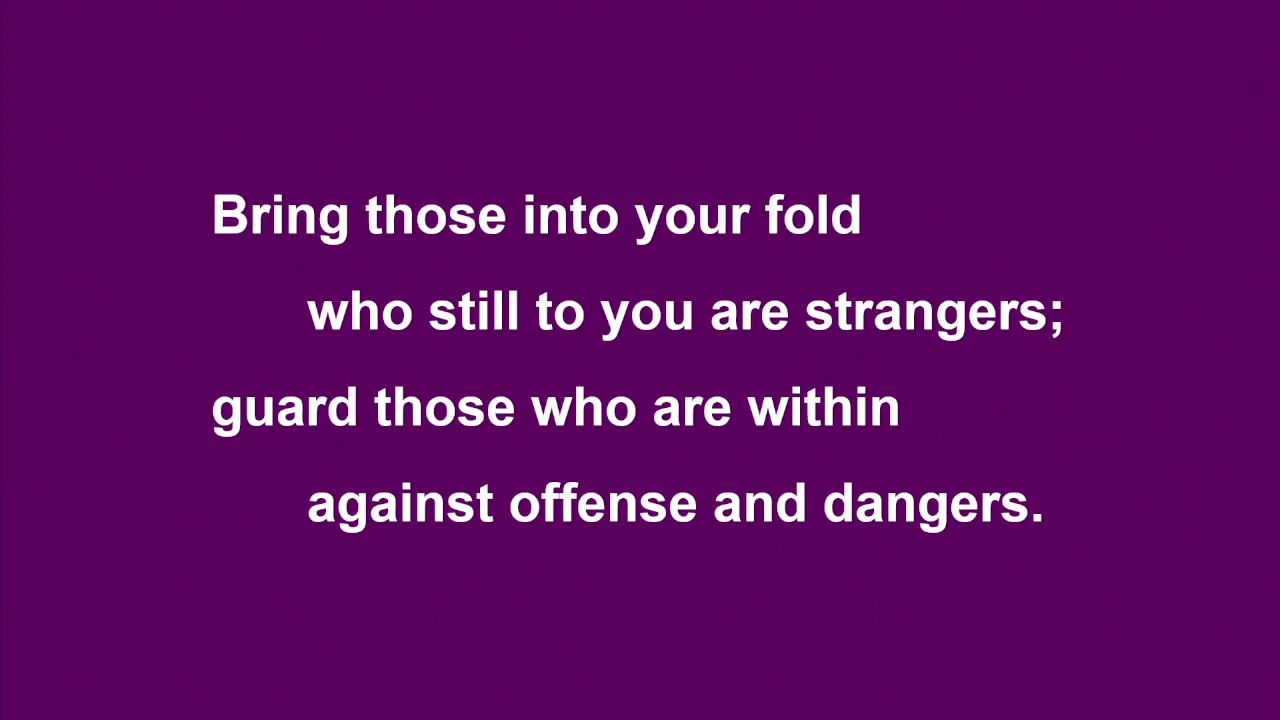 Bring those into your fold
who still to you are strangers;
guard those who are within
against offense and dangers.